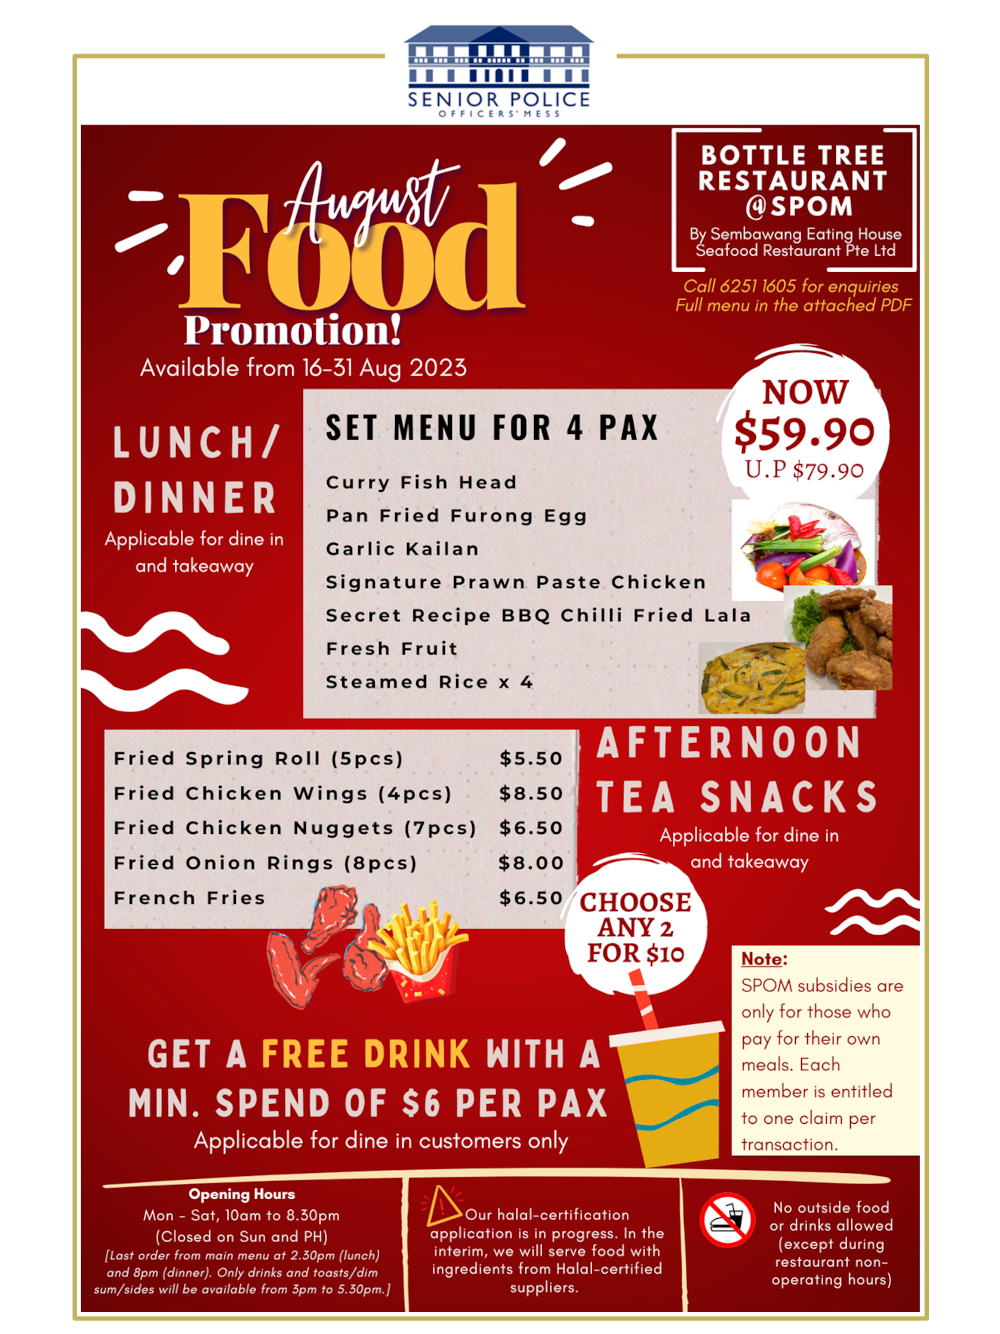 SENIOR POLICE
OFFICERS' MESS
BOTTLE TREE
RESTAURANT
@SPOM
By Sembawang Eating House
Seafood Restaurant Pte Ltd
Call 6251 1605 for enquiries
Full menu in the attached PDF
August
Food
Promotion!
Available from 16-31 Aug 2023
LUNCH/
DINNER
Applicable for dine in
and takeaway
SET MENU FOR 4 PAX
NOW
$59.90
U.P $79.90
Curry Fish Head
Pan Fried Furong Egg
Garlic Kailan
Signature Prawn Paste Chicken
Secret Recipe BBQ Chilli Fried Lala
Fresh Fruit
Steamed Rice x 4
AFTERNOON
TEA SNACKS
Applicable for dine in
and takeaway
Fried Spring Roll (5pcs) $5.50
Fried Chicken Wings (4pcs) $8.50
Fried Chicken Nuggets (7pcs) $6.50
Fried Onion Rings (8pcs) $8.00
French Fries $6.50
CHOOSE
ANY 2
FOR $10
GET A FREE DRINK WITH A
MIN. SPEND OF $6 PER PAX
Applicable for dine in customers only
Note:
SPOM subsidies are
only for those who
pay for their own
meals. Each
member is entitled
to one claim per
transaction.
Opening Hours
Mon - Sat, 10am to 8.30pm
(Closed on Sun and PH)
[Last order from main menu at 2.30pm (lunch)
and 8pm (dinner). Only drinks and toasts/dim
sum/sides will be available from 3pm to 5.30pm.]
Our halal-certification
application is in progress. In the
interim, we will serve food with
ingredients from Halal-certified
suppliers.
No outside food
or drinks allowed
(except during
restaurant non-
operating hours)